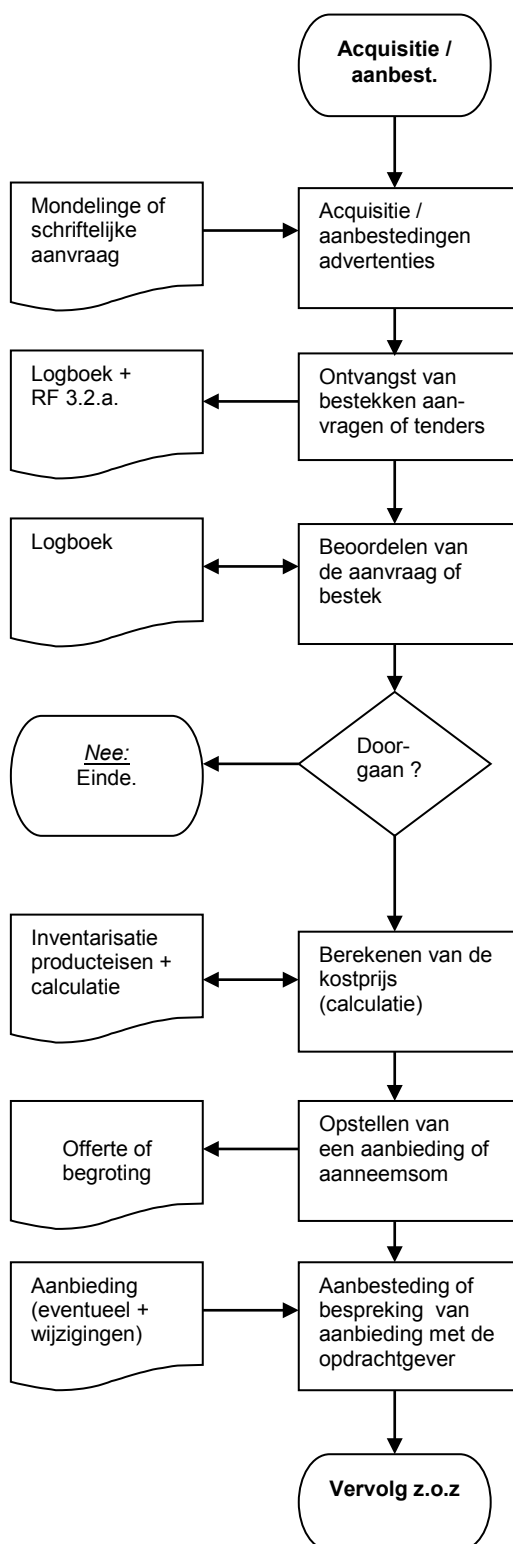 Acquisitie /
aanbest.
Mondelinge of
schriftelijke
aanvraag
Acquisitie /
aanbestedingen
advertenties
Logboek +
RF 3.2.a.
Ontvangst van
bestekken aan-
vragen of tenders
Logboek
Beoordelen van
de aanvraag of
bestek
Nee:
Einde.
Door-
gaan ?
Inventarisatie
producteisen +
calculatie
Berekenen van de
kostprijs
(calculatie)
Offerte of
begroting
Opstellen van
een aanbieding of
aanneemsom
Aanbieding
(eventueel +
wijzigingen)
Aanbesteding of
bespreking van
aanbieding met de
opdrachtgever
Vervolg z.o.z